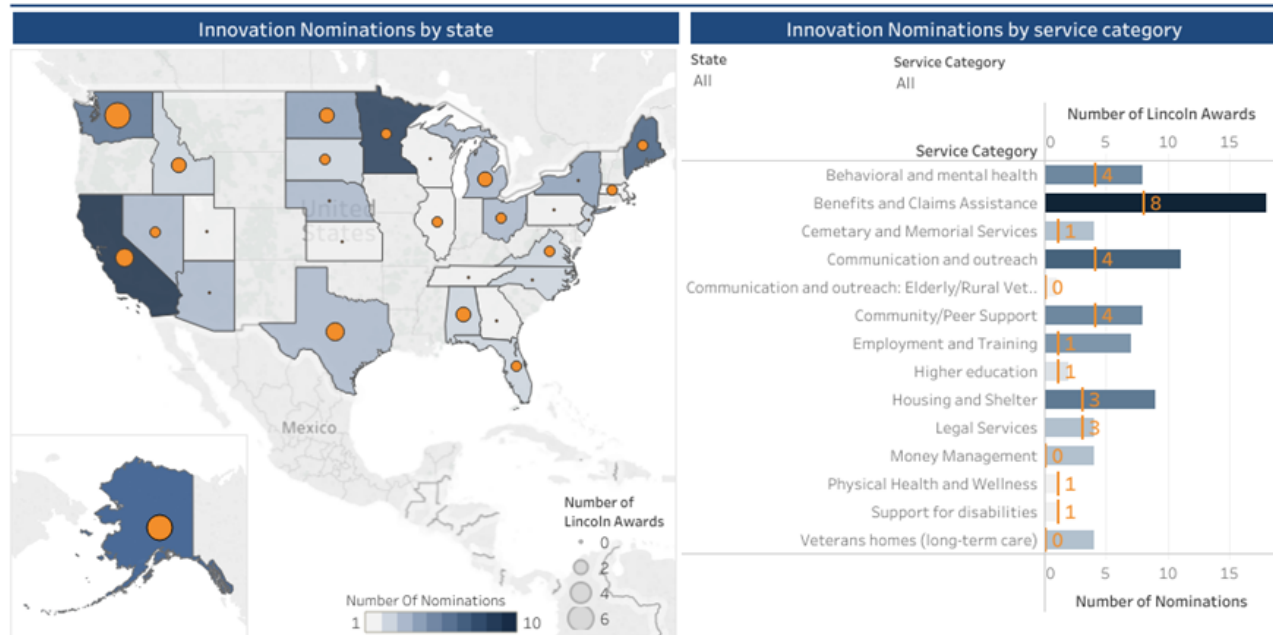 Innovation Nominations by state
United
States
Mexico
Number of
Lincoln Awards
0
2
4
6
Number Of Nominations
1
10
Innovation Nominations by service category
State
All
Service Category
All
Number of Lincoln Awards
0 5 10 15
Service Category
Behavioral and mental health 4
Benefits and Claims Assistance 8
Cemetary and Memorial Services 1
Communication and outreach 4
Communication and outreach: Elderly/Rural Vet.. 0
Community/Peer Support 4
Employment and Training 1
Higher education 1
Housing and Shelter 3
Legal Services 3
Money Management 0
Physical Health and Wellness 1
Support for disabilities 1
Veterans homes (long-term care) 0
0 5 10 15
Number of Nominations